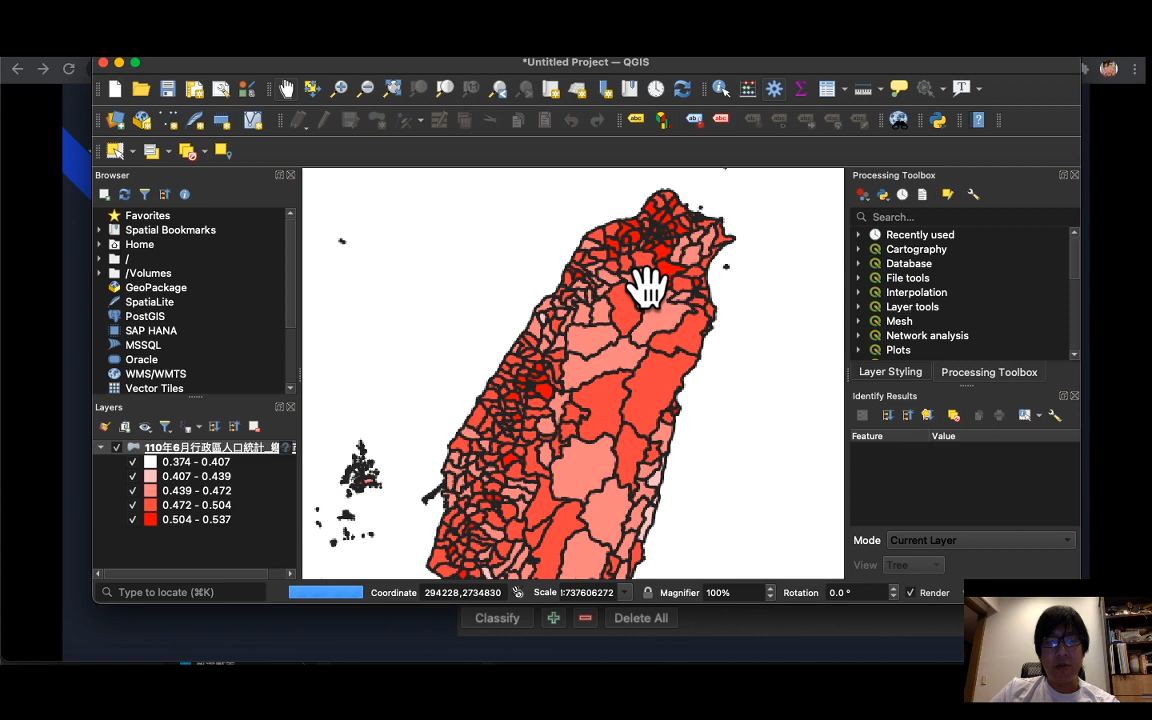 *Untitled Project — QGIS
Browser
Favorites
Spatial Bookmarks
Home
/
/Volumes
GeoPackage
SpatiaLite
PostGIS
SAP HANA
MSSQL
Oracle
WMS/WMTS
Vector Tiles
Layers
110年6月行政區人口統計_
0.374 - 0.407
0.407 - 0.439
0.439 - 0.472
0.472 - 0.504
0.504 - 0.537
Processing Toolbox
Search...
Recently used
Cartography
Database
File tools
Interpolation
Layer tools
Mesh
Network analysis
Plots
Layer Styling
Processing Toolbox
Identify Results
Feature Value
Mode Current Layer
View Tree
Type to locate (⌘K)
Coordinate 294228,2734830
Scale 1:737606272
Magnifier 100%
Rotation 0.0 °
Render
Classify
Delete All